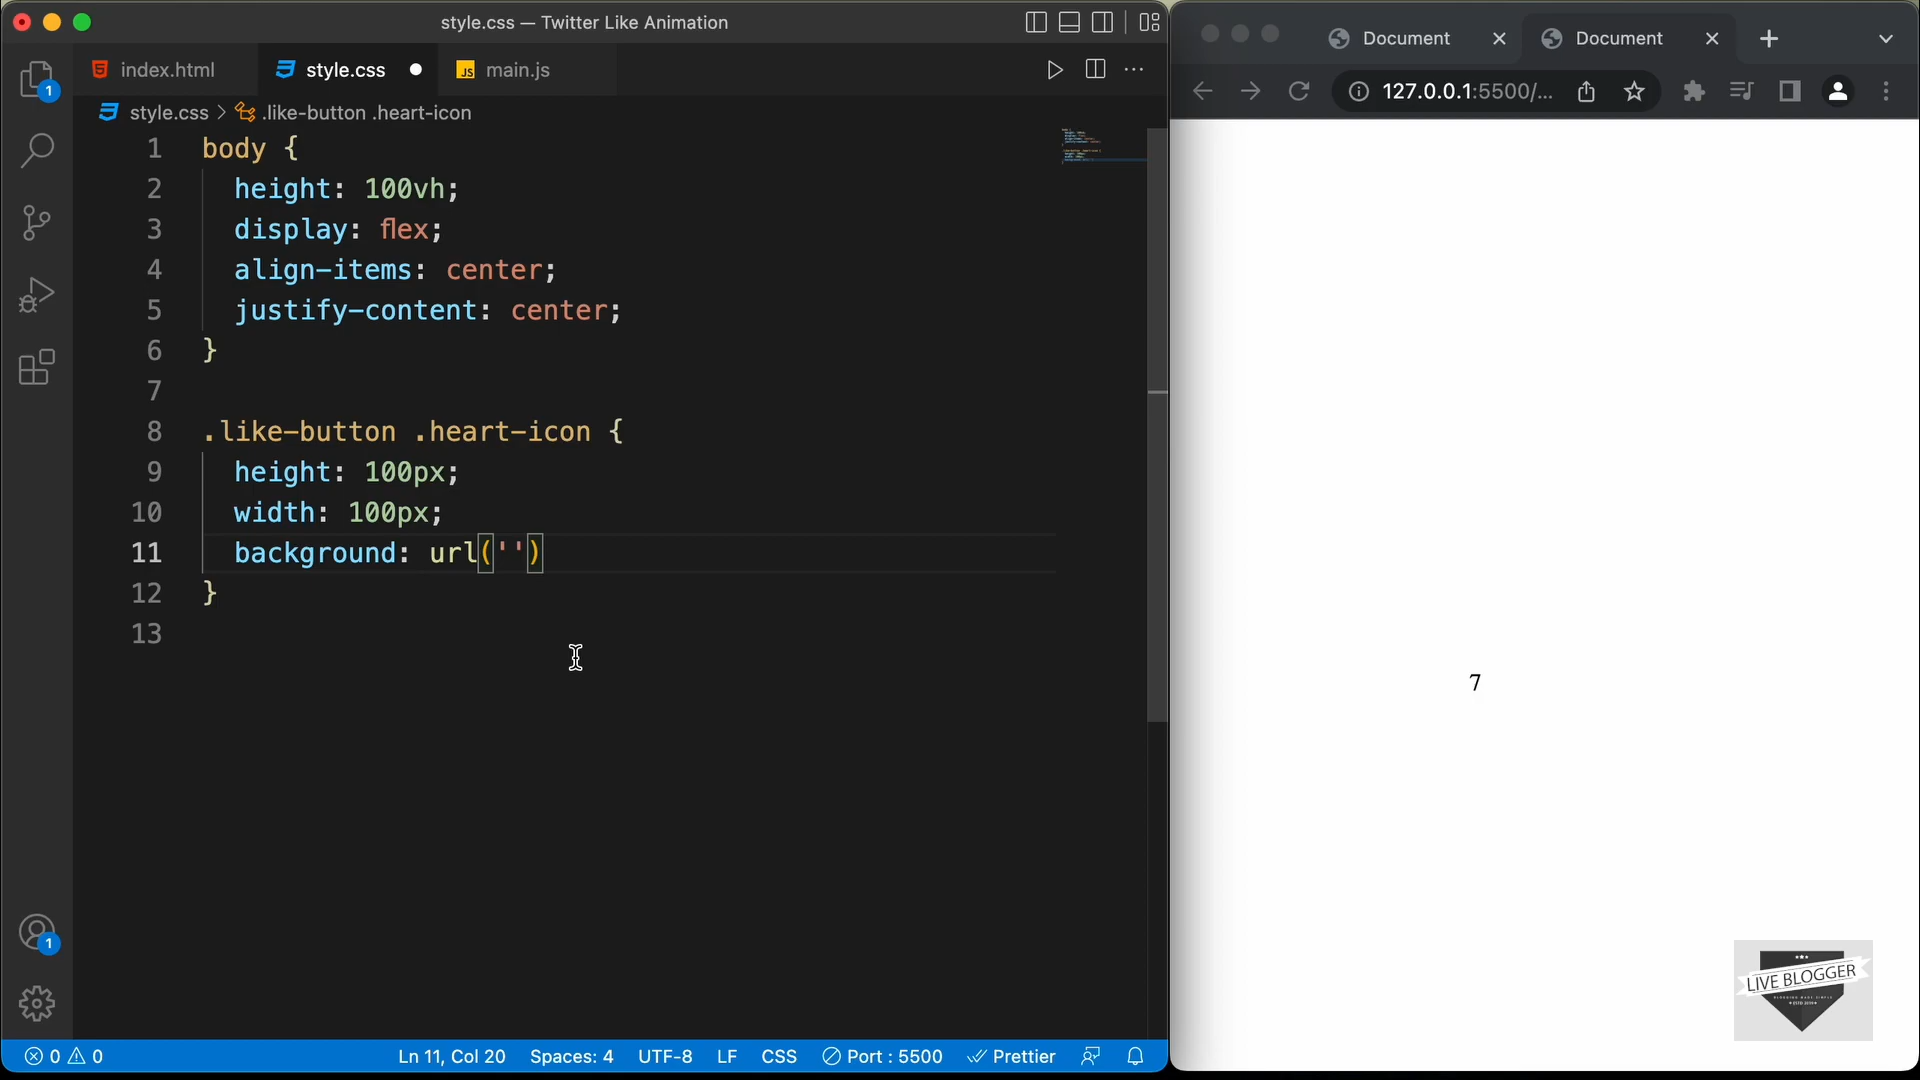 style.css — Twitter Like Animation
index.html
style.css
main.js
style.css > .like-button .heart-icon
1 body {
2 height: 100vh;
3 display: flex;
4 align-items: center;
5 justify-content: center;
6 }
7
8 .like-button .heart-icon {
9 height: 100px;
10 width: 100px;
11 background: url('')
12 }
13
1
1
0 0
Ln 11, Col 20
Spaces: 4
UTF-8
LF
CSS
Port : 5500
Prettier
Document
Document
127.0.0.1:5500/...
7
LIVE BLOGGER